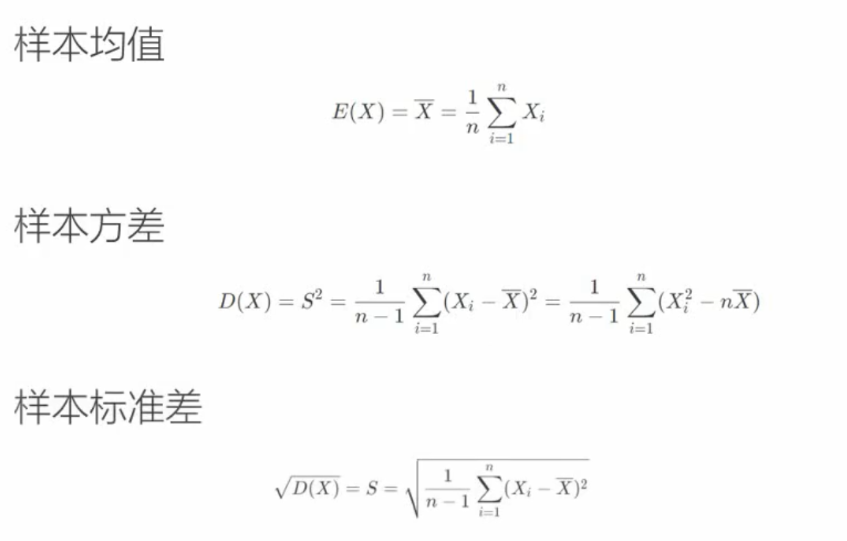 样本均值
$E(X) = \overline{X} = \frac{1}{n} \sum_{i=1}^{n} X_i$
样本方差
$D(X) = S^2 = \frac{1}{n-1} \sum_{i=1}^{n} (X_i - \overline{X})^2 = \frac{1}{n-1} \sum_{i=1}^{n} (X_i^2 - n\overline{X})$
样本标准差
$\sqrt{D(X)} = S = \sqrt{\frac{1}{n-1} \sum_{i=1}^{n} (X_i - \overline{X})^2}$